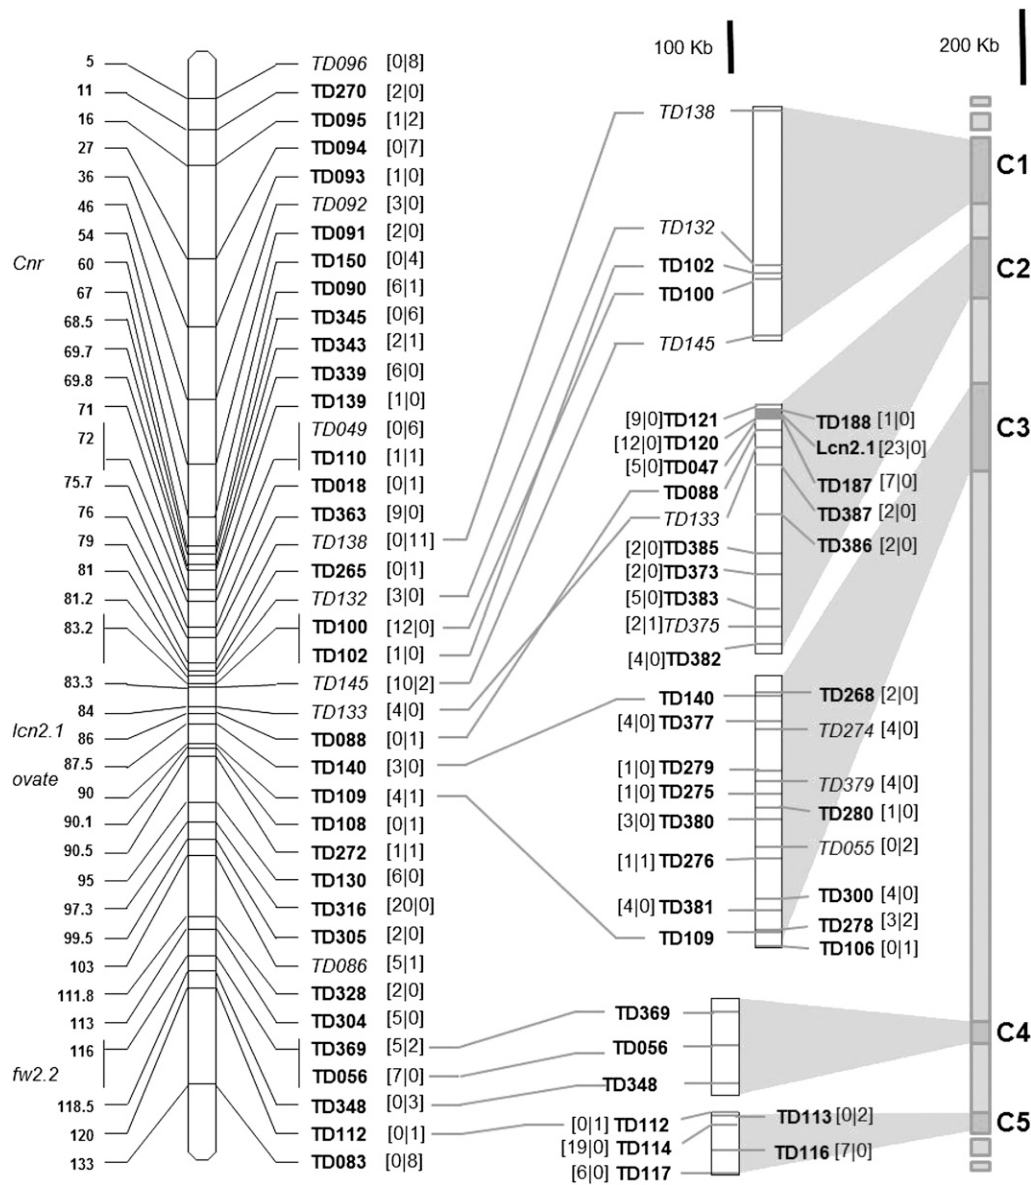 100 Kb
200 Kb
5 TD096 [0|8]
11 TD270 [2|0]
16 TD095 [1|2]
27 TD094 [0|7]
36 TD093 [1|0]
46 TD092 [3|0]
54 TD091 [2|0]
Cnr
60 TD150 [0|4]
67 TD090 [6|1]
68.5 TD345 [0|6]
69.7 TD343 [2|1]
69.8 TD339 [6|0]
71 TD139 [1|0]
72 TD049 [0|6]
TD110 [1|1]
75.7 TD018 [0|1]
76 TD363 [9|0]
79 TD138 [0|11]
81 TD265 [0|1]
81.2 TD132 [3|0]
83.2 TD100 [12|0]
TD102 [1|0]
83.3 TD145 [10|2]
84 TD133 [4|0]
lcn2.1
86 TD088 [0|1]
87.5 TD140 [3|0]
ovate
90 TD109 [4|1]
90.1 TD108 [0|1]
90.5 TD272 [1|1]
95 TD130 [6|0]
97.3 TD316 [20|0]
99.5 TD305 [2|0]
103 TD086 [5|1]
111.8 TD328 [2|0]
113 TD304 [5|0]
116 TD369 [5|2]
fw2.2
TD056 [7|0]
118.5 TD348 [0|3]
120 TD112 [0|1]
133 TD083 [0|8]
TD138
TD132
TD102
TD100
TD145
[9|0]TD121
[12|0]TD120
[5|0]TD047
TD088
TD133
[2|0]TD385
[2|0]TD373
[5|0]TD383
[2|1]TD375
[4|0]TD382
TD188 [1|0]
Lcn2.1 [23|0]
TD187 [7|0]
TD387 [2|0]
TD386 [2|0]
TD140
[4|0] TD377
[1|0] TD279
[1|0] TD275
[3|0] TD380
[1|1] TD276
[4|0] TD381
TD109
TD268 [2|0]
TD274 [4|0]
TD379 [4|0]
TD280 [1|0]
TD055 [0|2]
TD300 [4|0]
TD278 [3|2]
TD106 [0|1]
TD369
TD056
TD348
[0|1] TD112
[19|0] TD114
[6|0] TD117
TD113 [0|2]
TD116 [7|0]
C1
C2
C3
C4
C5